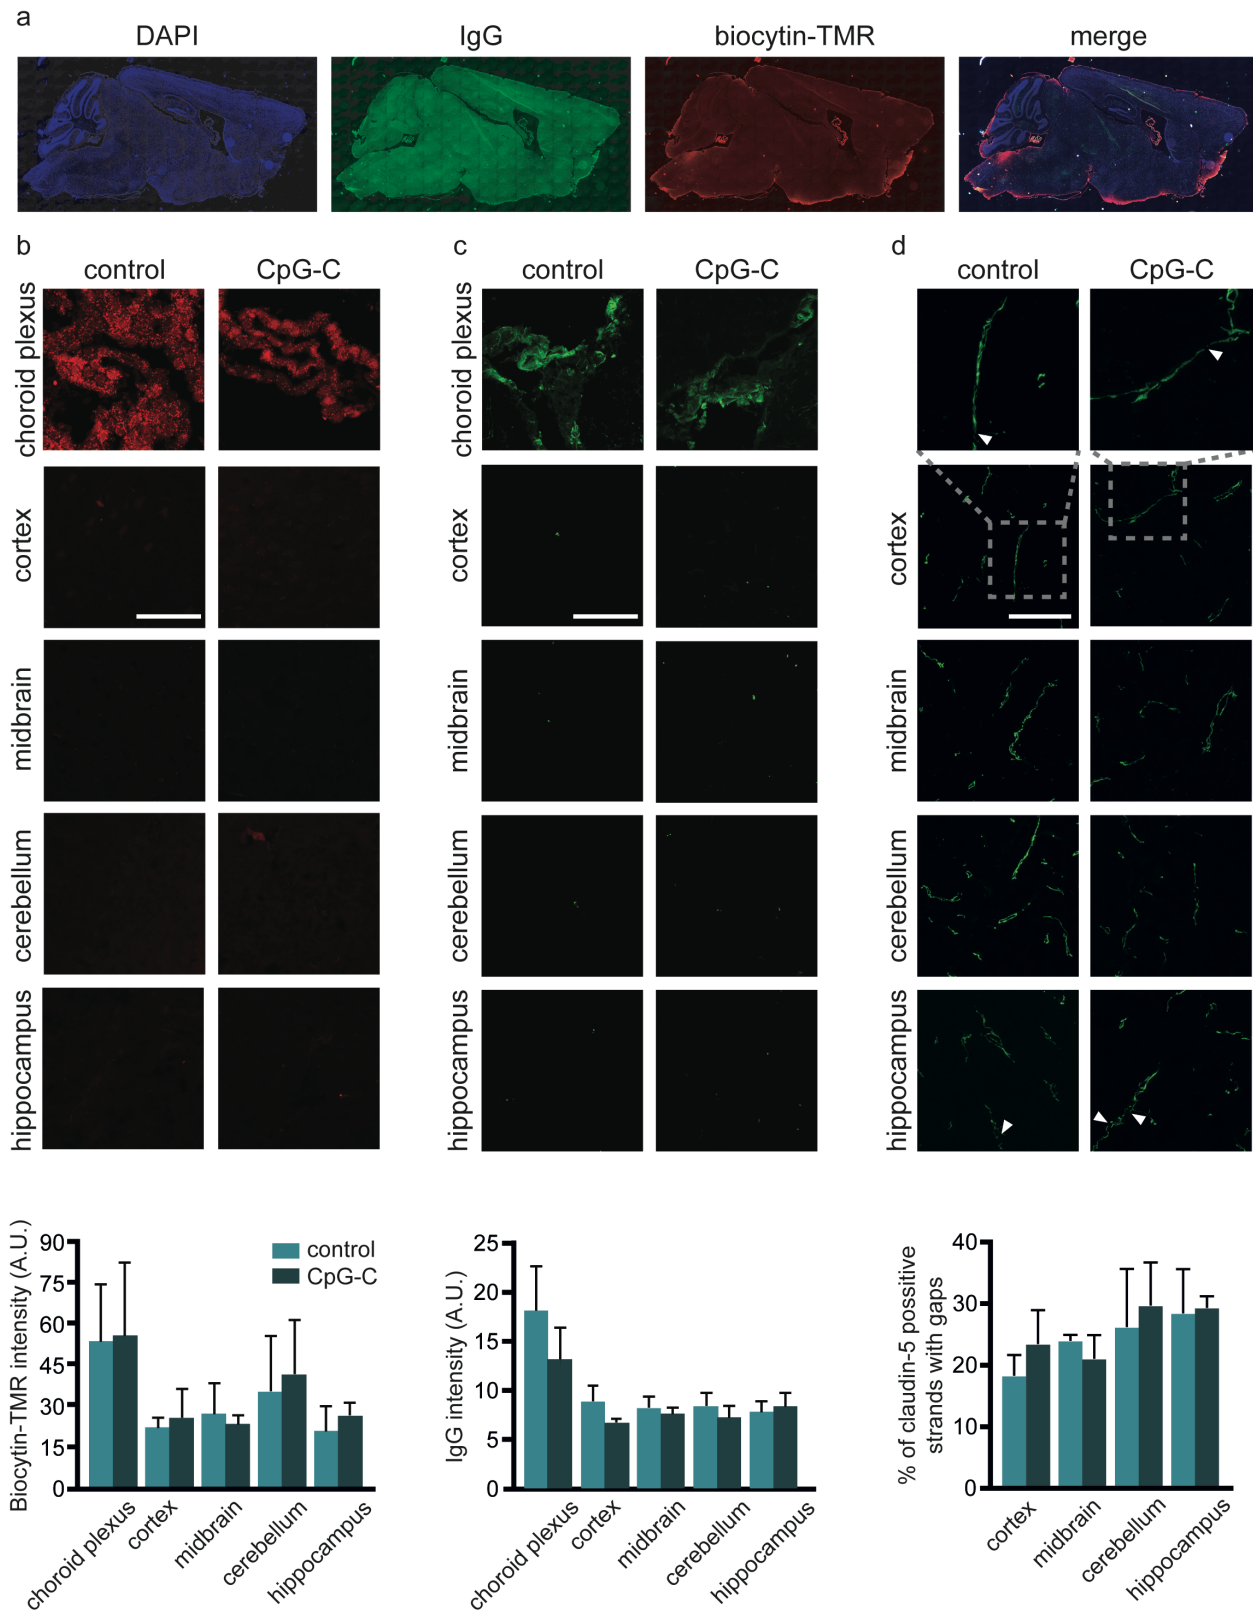 a
DAPI
IgG
biocytin-TMR
merge
b
c
d
control
CpG-C
control
CpG-C
control
CpG-C
choroid plexus
choroid plexus
cortex
cortex
cortex
midbrain
midbrain
midbrain
cerebellum
cerebellum
cerebellum
hippocampus
hippocampus
hippocampus
Biocytin-TMR intensity (A.U.)
90
75
60
45
30
15
0
control
CpG-C
choroid plexus
cortex
midbrain
cerebellum
hippocampus
IgG intensity (A.U.)
25
20
15
10
5
0
choroid plexus
cortex
midbrain
cerebellum
hippocampus
% of claudin-5 possitive
strands with gaps
40
30
20
10
0
cortex
midbrain
cerebellum
hippocampus